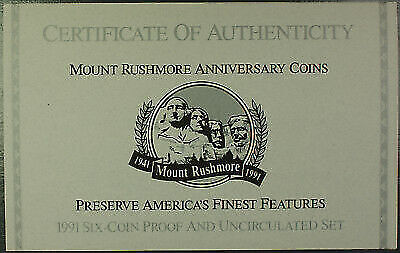 CERTIFICATE OF AUTHENTICITY
MOUNT RUSHMORE ANNIVERSARY COINS
1941 Mount Rushmore 1991
PRESERVE AMERICA'S FINEST FEATURES
1991 SIX-COIN PROOF AND UNCIRCULATED SET